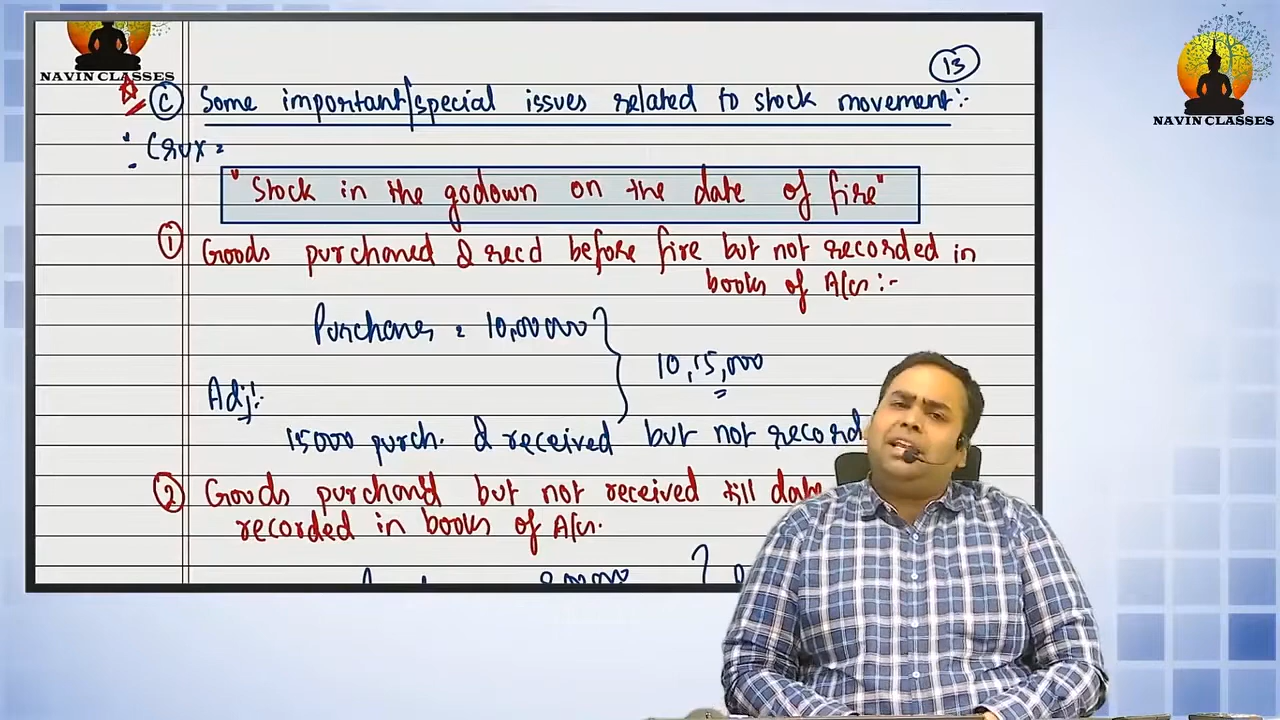 NAVIN CLASSES
NAVIN CLASSES
13
C Some important/special issues related to stock movement:-
Crux:
"Stock in the godown on the date of fire"
1 Goods purchased & recd before fire but not recorded in
books of A/cs:-
Purchases = 10,00000
10,15,000
Adj:
15000 purch. & received but not record
2 Goods purchased but not received till date
recorded in books of A/cs.